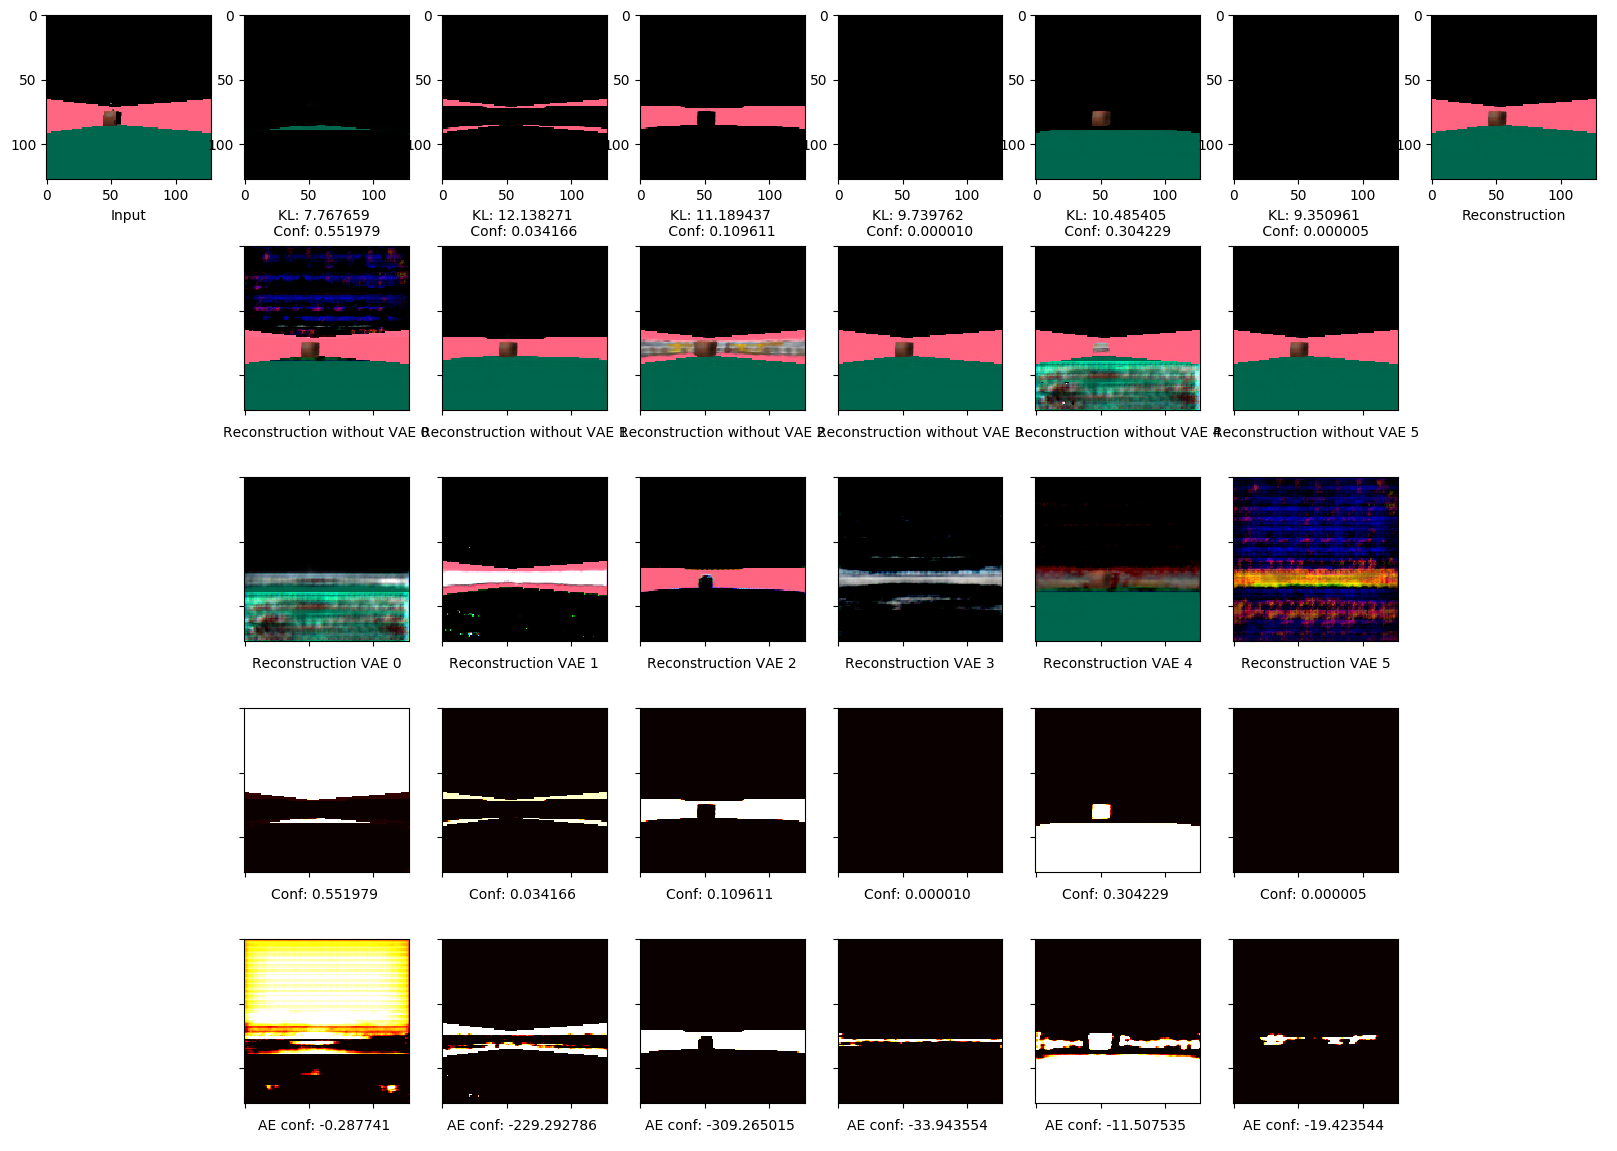 0 0 0 0 0 0 0 0
50 50 50 50 50 50 50 50
100 100 100 100 100 100 100 100
0 50 100 0 50 100 0 50 100 0 50 100 0 50 100 0 50 100 0 50 100 0 50 100
Input KL: 7.767659 KL: 12.138271 KL: 11.189437 KL: 9.739762 KL: 10.485405 KL: 9.350961 Reconstruction
Conf: 0.551979 Conf: 0.034166 Conf: 0.109611 Conf: 0.000010 Conf: 0.304229 Conf: 0.000005
Reconstruction without VAE 0 Reconstruction without VAE 1 Reconstruction without VAE 2 Reconstruction without VAE 3 Reconstruction without VAE 4 Reconstruction without VAE 5
Reconstruction VAE 0 Reconstruction VAE 1 Reconstruction VAE 2 Reconstruction VAE 3 Reconstruction VAE 4 Reconstruction VAE 5
Conf: 0.551979 Conf: 0.034166 Conf: 0.109611 Conf: 0.000010 Conf: 0.304229 Conf: 0.000005
AE conf: -0.287741 AE conf: -229.292786 AE conf: -309.265015 AE conf: -33.943554 AE conf: -11.507535 AE conf: -19.423544